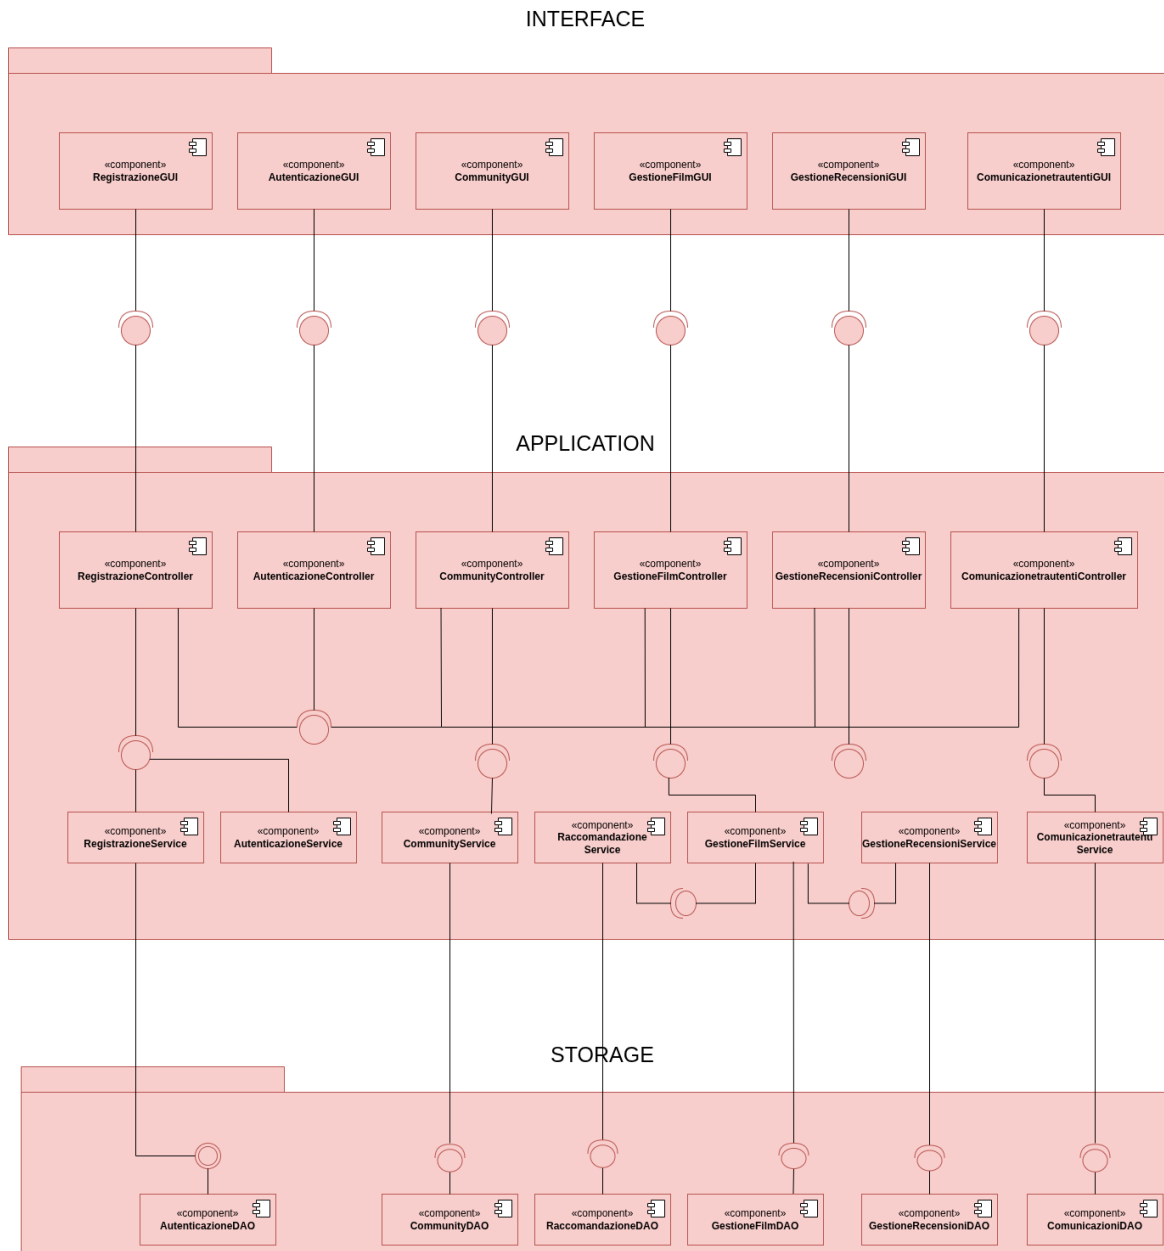 INTERFACE
«component»
RegistrazioneGUI
«component»
AutenticazioneGUI
«component»
CommunityGUI
«component»
GestioneFilmGUI
«component»
GestioneRecensioniGUI
«component»
ComunicazionetrautentiGUI
APPLICATION
«component»
RegistrazioneController
«component»
AutenticazioneController
«component»
CommunityController
«component»
GestioneFilmController
«component»
GestioneRecensioniController
«component»
ComunicazionetrautentiController
«component»
RegistrazioneService
«component»
AutenticazioneService
«component»
CommunityService
«component»
Raccomandazione
Service
«component»
GestioneFilmService
«component»
GestioneRecensioniService
«component»
Comunicazionetrautenti
Service
STORAGE
«component»
AutenticazioneDAO
«component»
CommunityDAO
«component»
RaccomandazioneDAO
«component»
GestioneFilmDAO
«component»
GestioneRecensioniDAO
«component»
ComunicazioniDAO